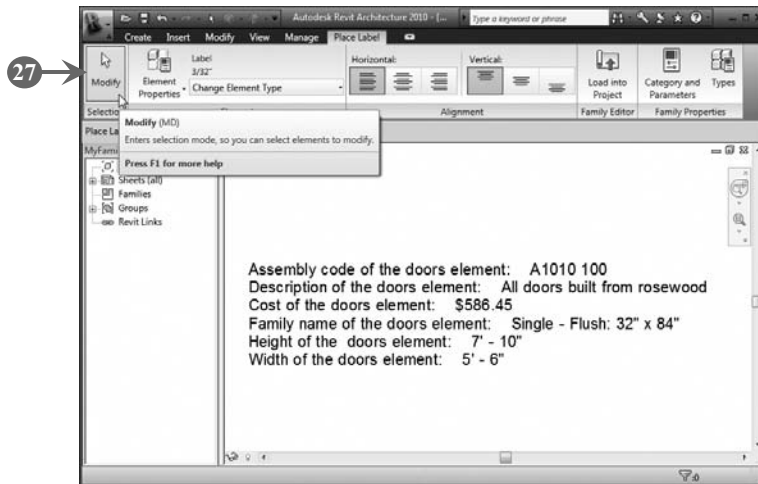 Autodesk Revit Architecture 2010 - [...
Type a keyword or phrase
Create Insert Modify View Manage Place Label
27
Modify
Element Properties
Label
3/32"
Change Element Type
Horizontal:
Vertical:
Load into Project
Category and Parameters
Types
Alignment
Family Editor
Family Properties
Modify (MD)
Enters selection mode, so you can select elements to modify.
Press F1 for more help
Sheets (all)
Families
Groups
Revit Links
Assembly code of the doors element: A1010 100
Description of the doors element: All doors built from rosewood
Cost of the doors element: $586.45
Family name of the doors element: Single - Flush: 32" x 84"
Height of the doors element: 7' - 10"
Width of the doors element: 5' - 6"
:0